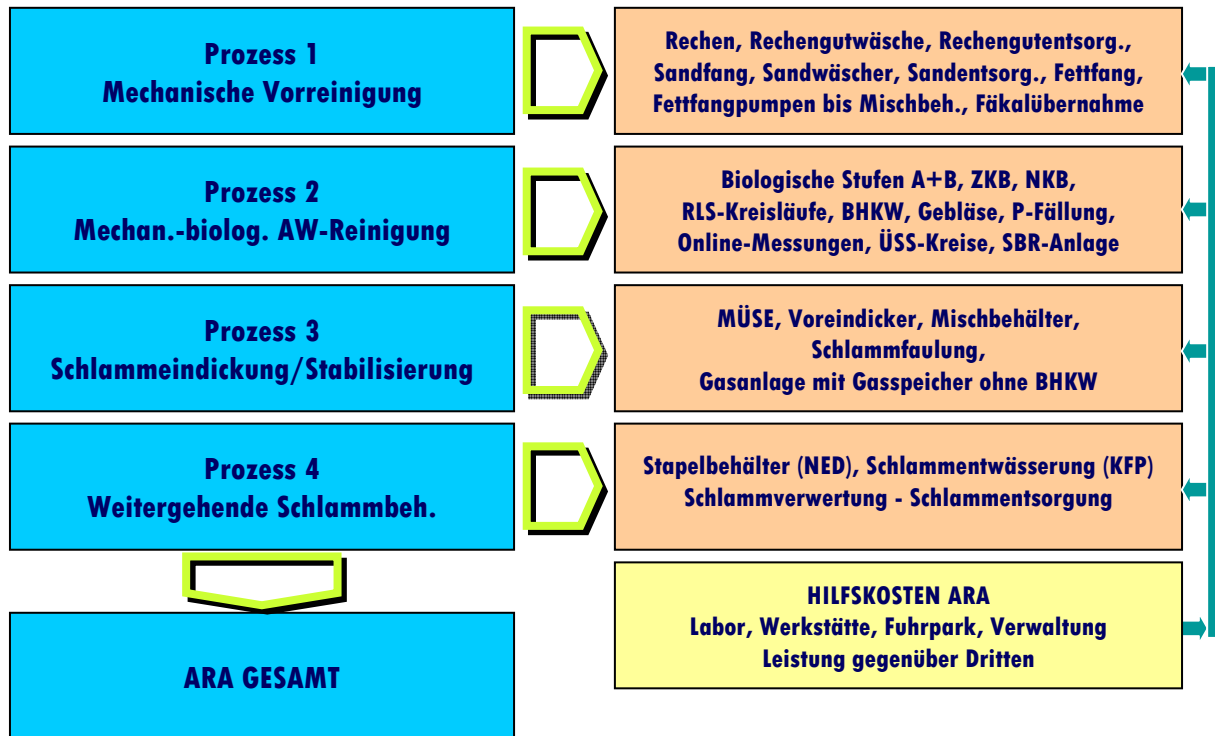 Prozess 1
Mechanische Vorreinigung
Rechen, Rechengutwäsche, Rechengutentsorg.,
Sandfang, Sandwäscher, Sandentsorg., Fettfang,
Fettfangpumpen bis Mischbeh., Fäkalübernahme
Prozess 2
Mechan.-biolog. AW-Reinigung
Biologische Stufen A+B, ZKB, NKB,
RLS-Kreisläufe, BHKW, Gebläse, P-Fällung,
Online-Messungen, ÜSS-Kreise, SBR-Anlage
Prozess 3
Schlammeindickung/Stabilisierung
MÜSE, Voreindicker, Mischbehälter,
Schlammfaulung,
Gasanlage mit Gasspeicher ohne BHKW
Prozess 4
Weitergehende Schlammbeh.
Stapelbehälter (NED), Schlammentwässerung (KFP)
Schlammverwertung - Schlammentsorgung
ARA GESAMT
HILFSKOSTEN ARA
Labor, Werkstätte, Fuhrpark, Verwaltung
Leistung gegenüber Dritten